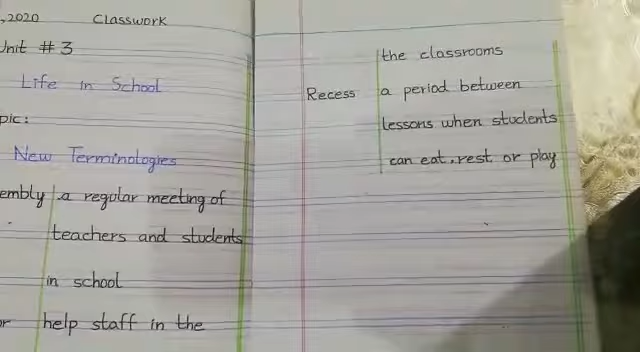 , 2020 Classwork
Unit # 3
Life in School
pic:
New Terminologies
embly a regular meeting of
teachers and students
in school
or help staff in the
the classrooms
Recess a period between
lessons when students
can eat, rest or play